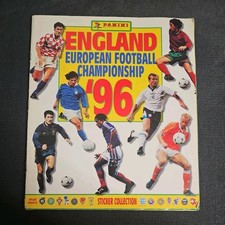 PANINI
ENGLAND
EUROPEAN FOOTBALL
CHAMPIONSHIP
'96
STICKER COLLECTION